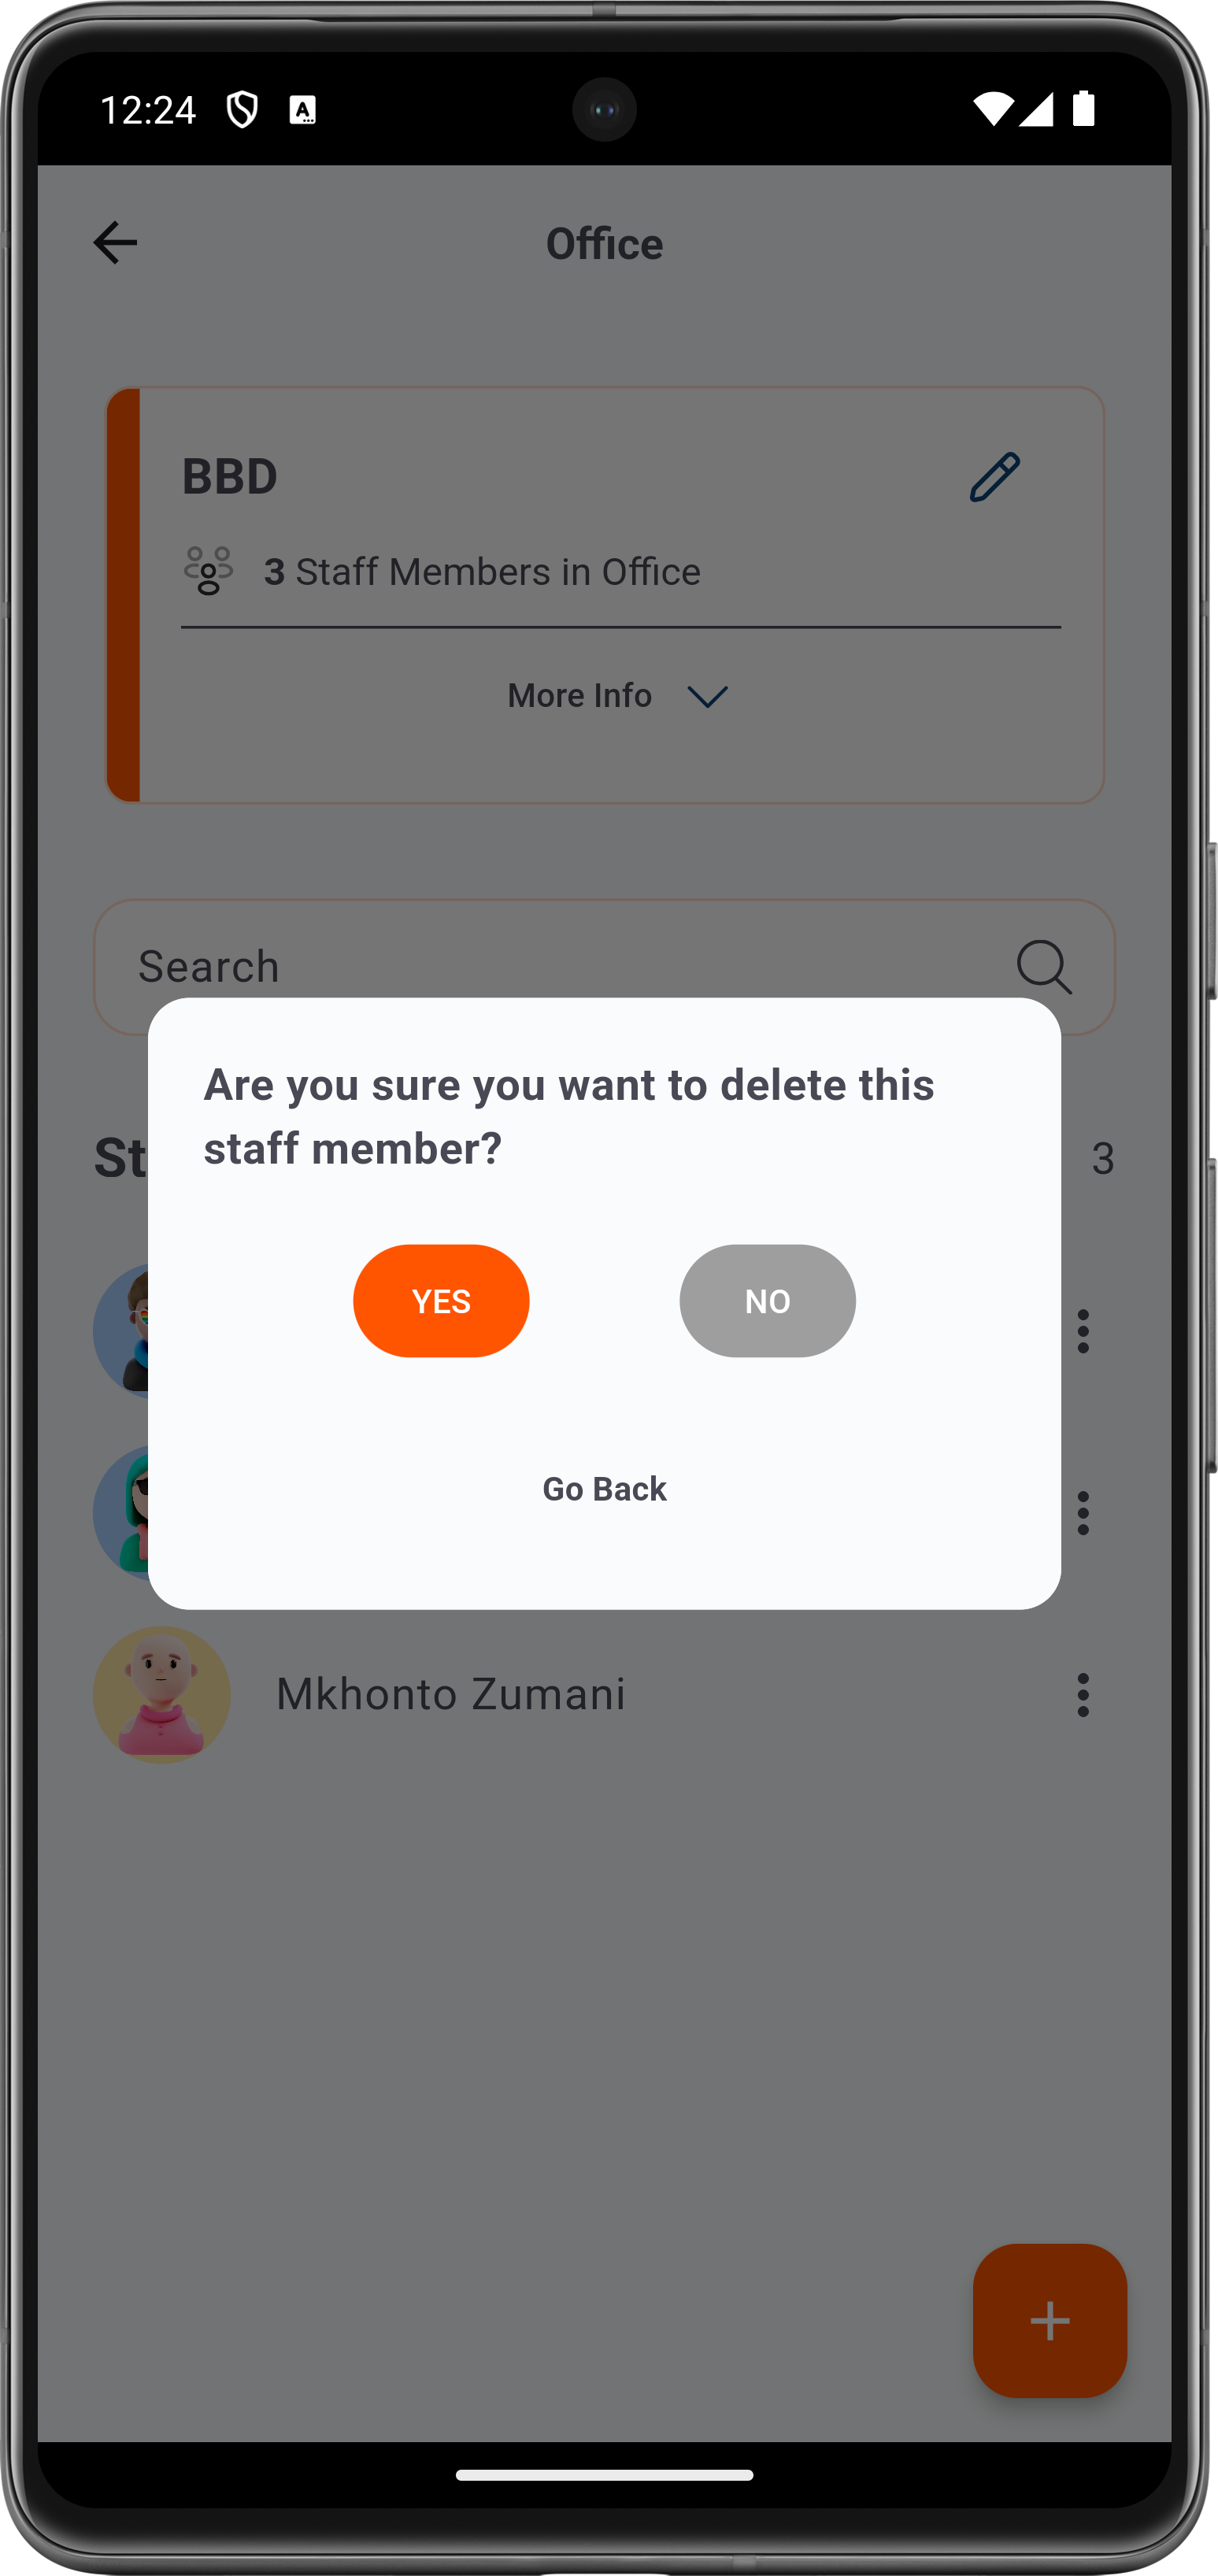 12:24
Office
BBD
3 Staff Members in Office
More Info
Search
Are you sure you want to delete this
staff member?
3
YES
NO
Go Back
Mkhonto Zumani